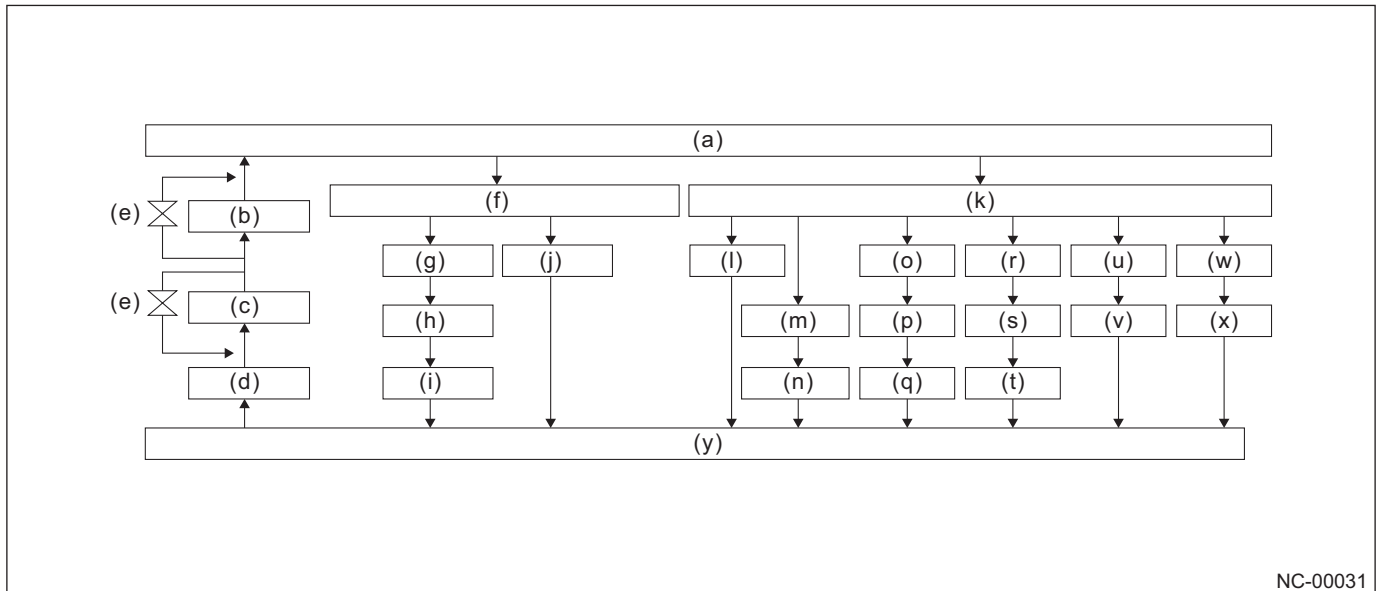 (a)
(f)
(k)
(e)
(b)
(g)
(j)
(l)
(o)
(r)
(u)
(w)
(e)
(c)
(h)
(m)
(p)
(s)
(v)
(x)
(d)
(i)
(n)
(q)
(t)
(y)
NC-00031